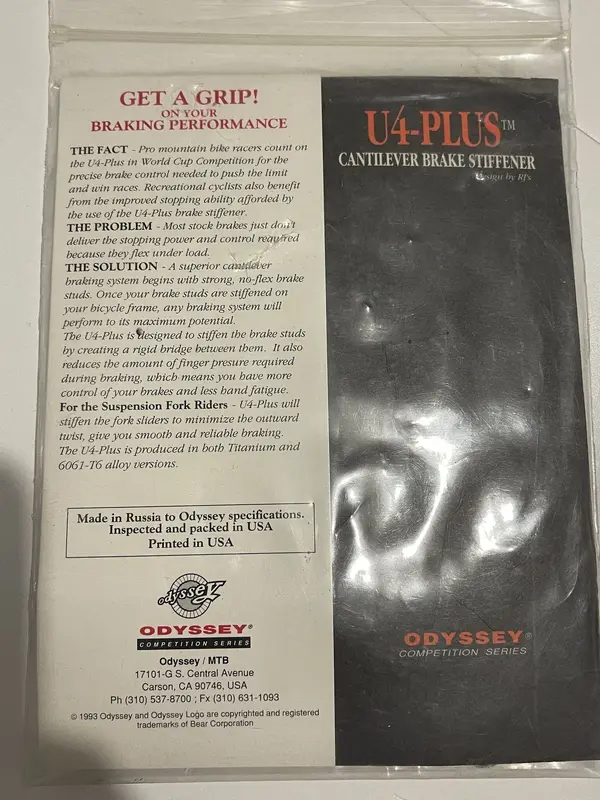 GET A GRIP!
ON YOUR
BRAKING PERFORMANCE
THE FACT - Pro mountain bike racers count on
the U4-Plus in World Cup Competition for the
precise brake control needed to push the limit
and win races. Recreational cyclists also benefit
from the improved stopping ability afforded by
the use of the U4-Plus brake stiffener.
THE PROBLEM - Most stock brakes just don't
deliver the stopping power and control required
because they flex under load.
THE SOLUTION - A superior cantilever
braking system begins with strong, no-flex brake
studs. Once your brake studs are stiffened on
your bicycle frame, any braking system will
perform to its maximum potential.
The U4-Plus is designed to stiffen the brake studs
by creating a rigid bridge between them. It also
reduces the amount of finger presure required
during braking, which means you have more
control of your brakes and less hand fatigue.
For the Suspension Fork Riders - U4-Plus will
stiffen the fork sliders to minimize the outward
twist, give you smooth and reliable braking.
The U4-Plus is produced in both Titanium and
6061-T6 alloy versions.
Made in Russia to Odyssey specifications.
Inspected and packed in USA
Printed in USA
odyssey
ODYSSEY®
COMPETITION SERIES
Odyssey / MTB
17101-G S. Central Avenue
Carson, CA 90746, USA
Ph (310) 537-8700 ; Fx (310) 631-1093
© 1993 Odyssey and Odyssey Logo are copyrighted and registered
trademarks of Bear Corporation
U4-PLUS™
CANTILEVER BRAKE STIFFENER
design by RJ's
ODYSSEY®
COMPETITION SERIES